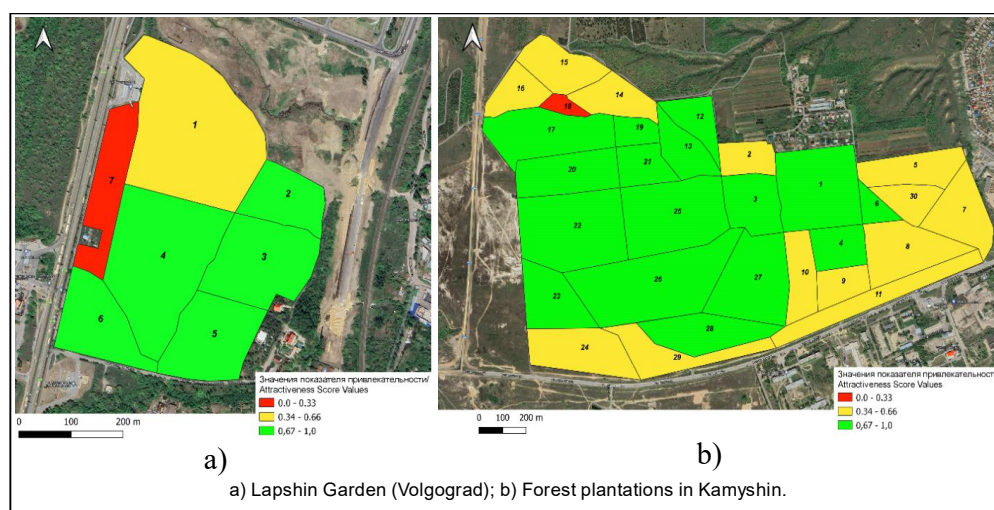 1
2
3
4
5
6
7
Значения показателя привлекательности/
Attractiveness Score Values
0.0 - 0.33
0.34 - 0.66
0,67 - 1,0
0 100 200 m
a)
15
16
14
18
17
19
12
13
20
21
2
1
5
3
6
30
7
22
25
4
8
10
9
26
27
23
11
28
24
29
Значения показателя привлекательност
Attractiveness Score Values
0.0 - 0.33
0.34 - 0.66
0,67 - 1,0
0 100 200 m
b)
a) Lapshin Garden (Volgograd); b) Forest plantations in Kamyshin.